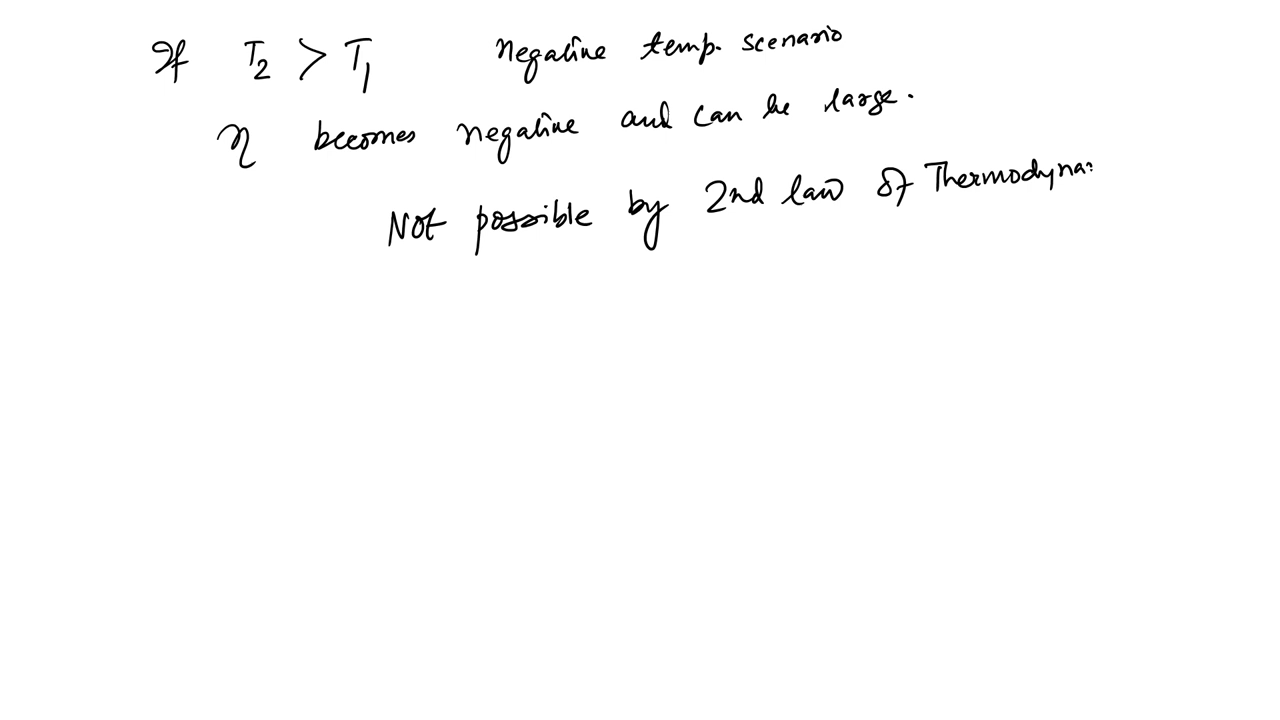 If T2 > T1 Negative temp. scenario
η becomes negative and can be large.
Not possible by 2nd law of Thermodyna